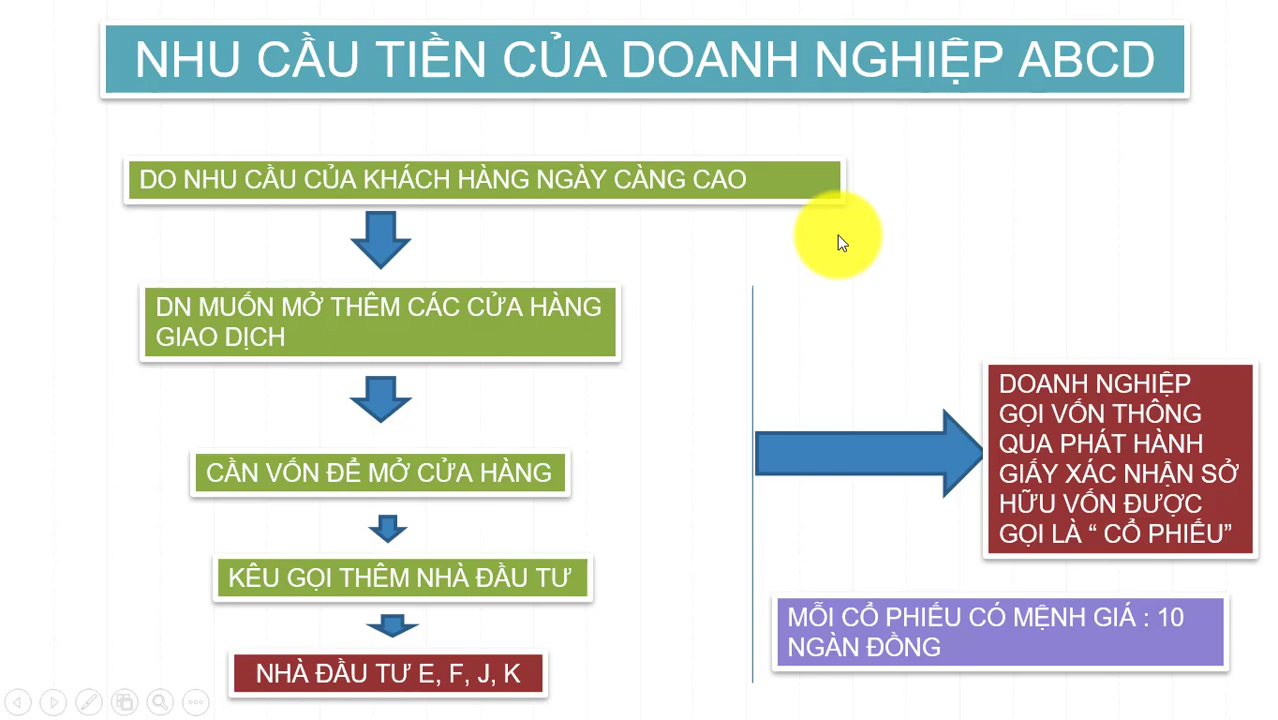 NHU CẦU TIỀN CỦA DOANH NGHIỆP ABCD
DO NHU CẦU CỦA KHÁCH HÀNG NGÀY CÀNG CAO
DN MUỐN MỞ THÊM CÁC CỬA HÀNG
GIAO DỊCH
CẦN VỐN ĐỂ MỞ CỬA HÀNG
KÊU GỌI THÊM NHÀ ĐẦU TƯ
NHÀ ĐẦU TƯ E, F, J, K
DOANH NGHIỆP
GỌI VỐN THÔNG
QUA PHÁT HÀNH
GIẤY XÁC NHẬN SỞ
HỮU VỐN ĐƯỢC
GỌI LÀ “ CỔ PHIẾU”
MỖI CỔ PHIẾU CÓ MỆNH GIÁ : 10
NGÀN ĐỒNG